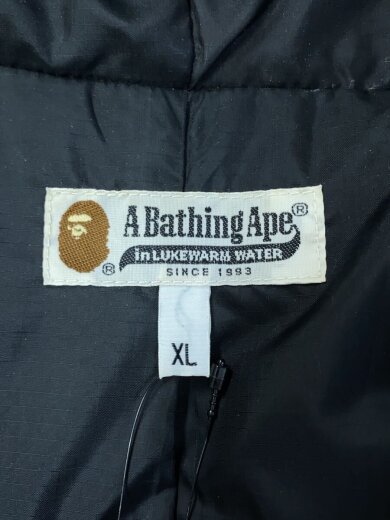 A Bathing Ape®
in LUKEWARM WATER
®
SINCE 1993
XL